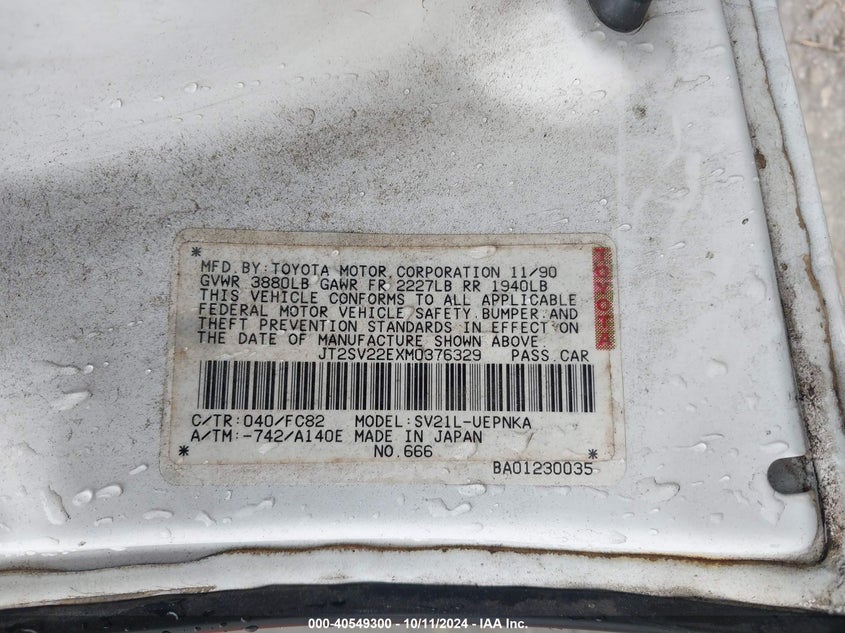 MFD.BY:TOYOTA MOTOR CORPORATION 11/90
GVWR 3880LB GAWR FR 2227LB RR 1940LB
THIS VEHICLE CONFORMS TO ALL APPLICABLE
FEDERAL MOTOR VEHICLE SAFETY,BUMPER,AND
THEFT PREVENTION STANDARDS IN EFFECT ON
THE DATE OF MANUFACTURE SHOWN ABOVE.
TOYOTA
JT2SV22EXM0376329 PASS.CAR
C/TR:040/FC82 MODEL:SV21L-UEPNKA
A/TM:-742/A140E MADE IN JAPAN
NO.666
BA01230035
000-40549300 - 10/11/2024 - IAA Inc.